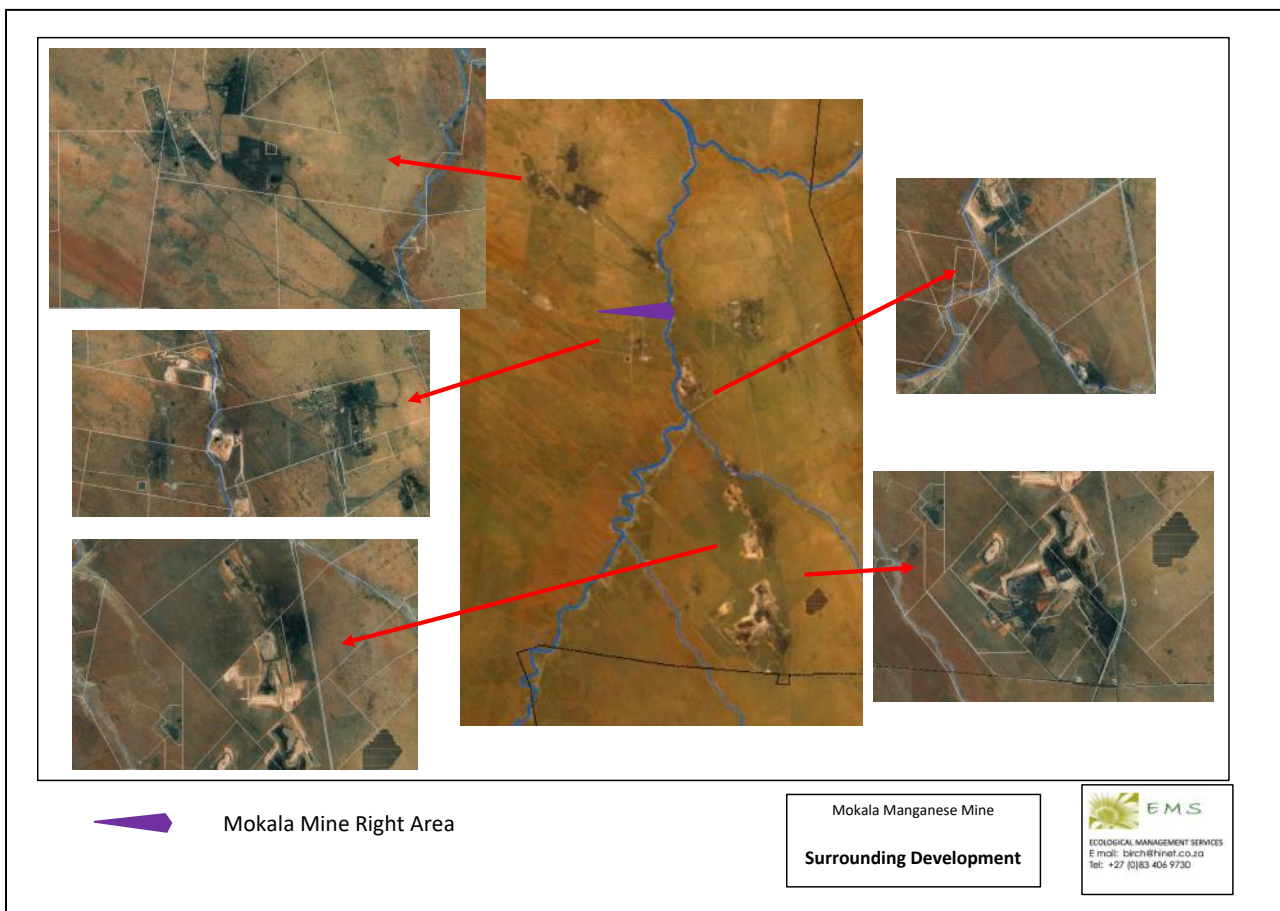 Mokala Mine Right Area
Mokala Manganese Mine
Surrounding Development
EMS
ECOLOGICAL MANAGEMENT SERVICES
E mail: birch@hinet.co.za
Tel: +27 (0)83 406 9730